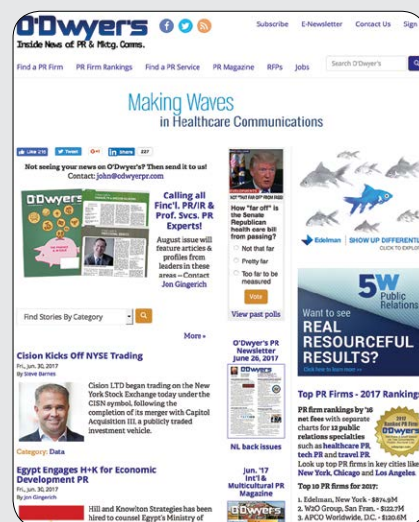 O'Dwyer's
Inside News of PR & Mktg. Comms.
Subscribe E-Newsletter Contact Us Sign
Find a PR Firm PR Firm Rankings Find a PR Service PR Magazine RFPs Jobs
Search O'Dwyer's
Making Waves
in Healthcare Communications
Tweet
Share 227
Not seeing your news on O'Dwyer's? Then send it to us!
Contact: john@odwyerpr.com
Calling all
Finc'l. PR/IR &
Prof. Svcs. PR
Experts!
August issue will
feature articles &
profiles from
leaders in these
areas – Contact
Jon Gingerich
Find Stories By Category
More »
Cision Kicks Off NYSE Trading
Fri., Jun. 30, 2017
By Steve Barnes
Cision LTD began trading on the New
York Stock Exchange today under the
CISN symbol, following the
completion of its merger with Capitol
Acquisition III, a publicly traded
investment vehicle.
Category: Data
Egypt Engages H+K for Economic
Development PR
Fri., Jun. 30, 2017
By Jon Gingerich
Hill and Knowlton Strategies has been
hired to counsel Egypt's Ministry of
How "far off" is
the Senate
Republican
health care bill
from passing?
Not that far
Pretty far
Too far to be
measured
Vote
View past polls
O'Dwyer's PR
Newsletter
June 26, 2017
NL back issues
Jun. '17
Int'l &
Multicultural PR
Magazine
O'Dwyer's
Edelman SHOW UP DIFFERENTL
CLICK TO EXPLO
5W
Public
Relations
Want to see
REAL
RESOURCEFUL
RESULTS?
Click here to learn more >>
Top PR Firms - 2017 Rankings
PR firm rankings by '16
net fees with separate
charts for 12 public
relations specialties
such as healthcare PR,
tech PR and travel PR.
Look up top PR firms in key cities like
New York, Chicago and Los Angeles.
Top 10 PR firms for 2017:
1. Edelman, New York - $874.9M
2. W2O Group, San Fran. - $122.7M
3. APCO Worldwide, D.C. - $120.6M